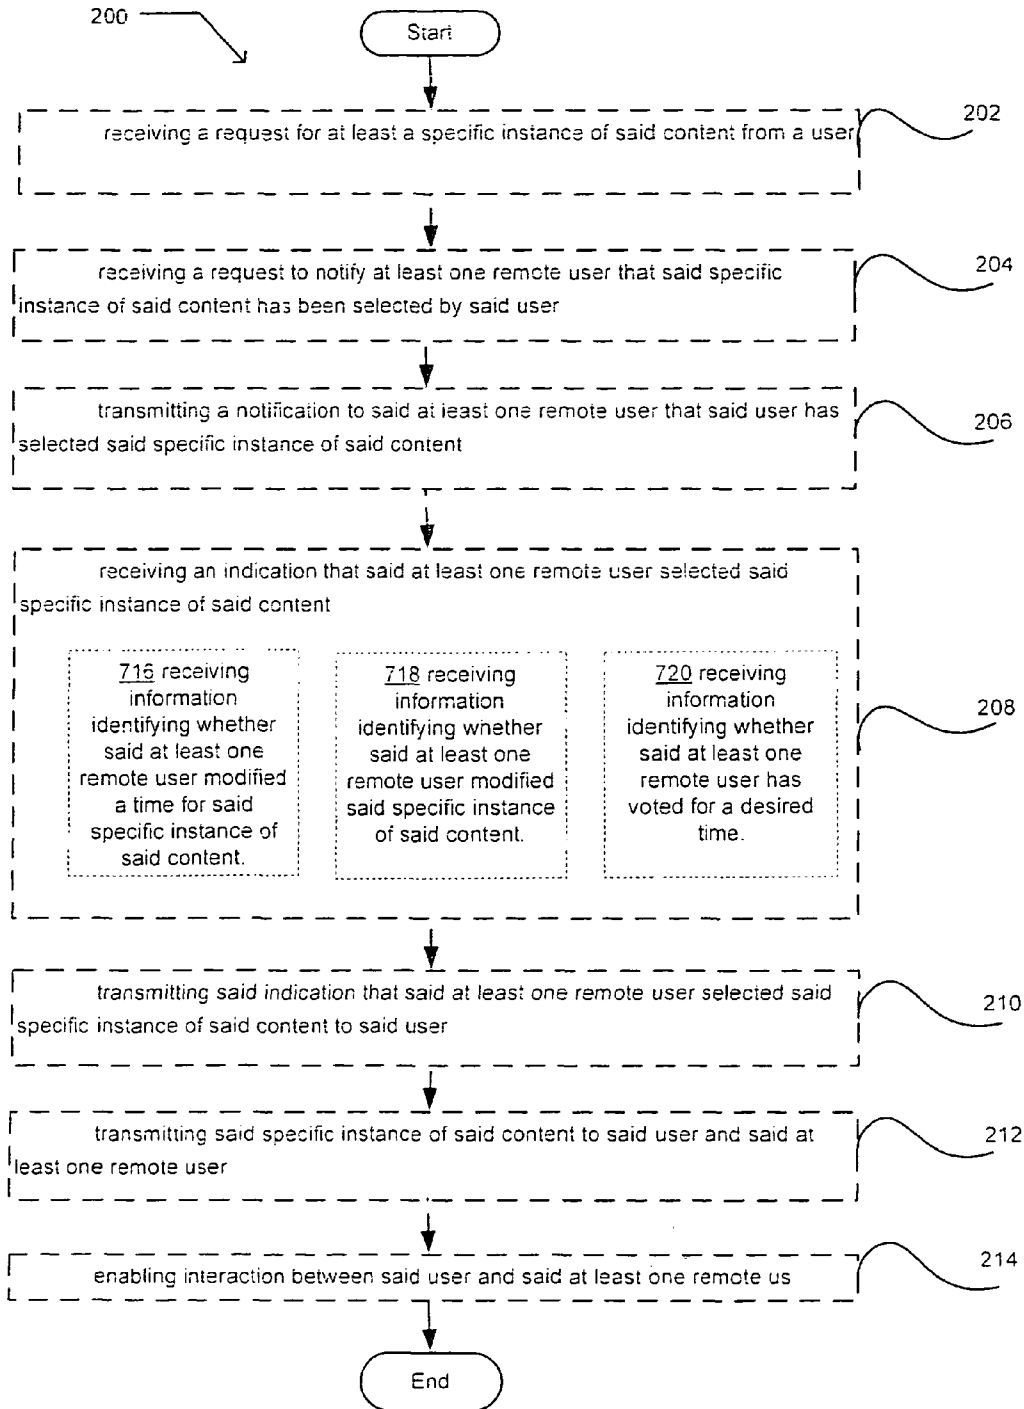 200
Start
receiving a request for at least a specific instance of said content from a user
202
receiving a request to notify at least one remote user that said specific
instance of said content has been selected by said user
204
transmitting a notification to said at least one remote user that said user has
selected said specific instance of said content
206
receiving an indication that said at least one remote user selected said
specific instance of said content
716 receiving
information
identifying whether
said at least one
remote user modified
a time for said
specific instance of
said content.
718 receiving
information
identifying whether
said at least one
remote user modified
said specific instance
of said content.
720 receiving
information
identifying whether
said at least one
remote user has
voted for a desired
time.
208
transmitting said indication that said at least one remote user selected said
specific instance of said content to said user
210
transmitting said specific instance of said content to said user and said at
least one remote user
212
enabling interaction between said user and said at least one remote us
214
End